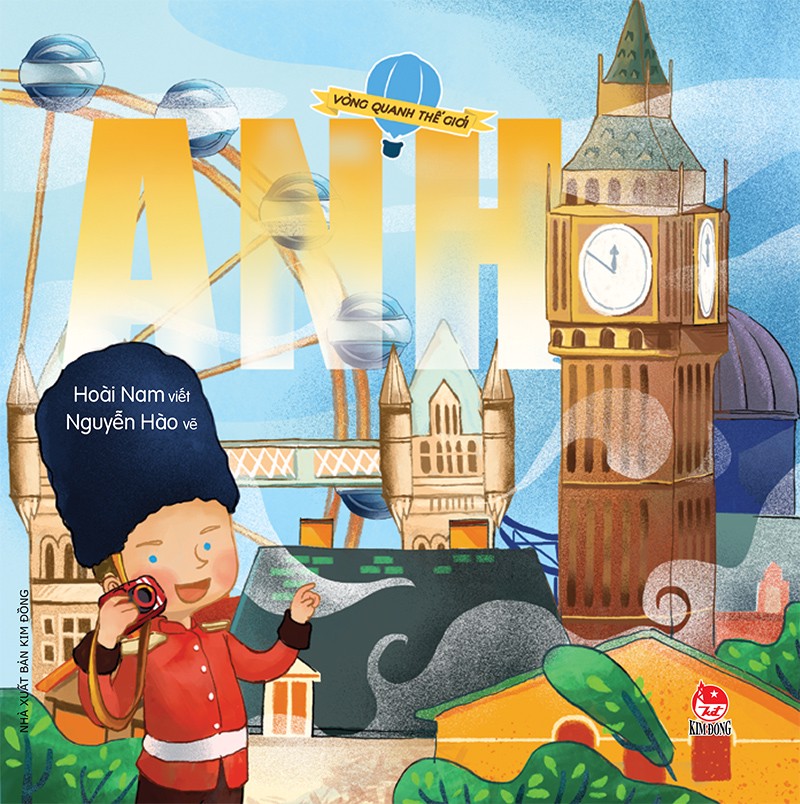 VÒNG QUANH THẾ GIỚI
ANH
Hoài Nam viết
Nguyễn Hào vẽ
NHÀ XUẤT BẢN KIM ĐỒNG
KIM ĐỒNG